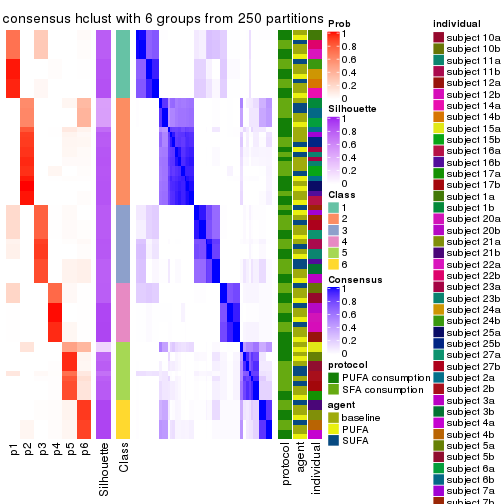 consensus hclust with 6 groups from 250 partitions
Prob
1
0.8
0.6
0.4
0.2
0
Silhouette
1
0.8
0.6
0.4
0.2
0
Class
1
2
3
4
5
6
Consensus
1
0.8
0.6
0.4
0.2
0
protocol
PUFA consumption
SFA consumption
agent
baseline
PUFA
SUFA
individual
subject 10a
subject 10b
subject 11a
subject 11b
subject 12a
subject 12b
subject 14a
subject 14b
subject 15a
subject 15b
subject 16a
subject 16b
subject 17a
subject 17b
subject 1a
subject 1b
subject 20a
subject 20b
subject 21a
subject 21b
subject 22a
subject 22b
subject 23a
subject 23b
subject 24a
subject 24b
subject 25a
subject 25b
subject 27a
subject 27b
subject 2a
subject 2b
subject 3a
subject 3b
subject 4a
subject 4b
subject 5a
subject 5b
subject 6a
subject 6b
subject 7a
subject 7b
p1
p2
p3
p4
p5
p6
Silhouette
Class
protocol
agent
individual